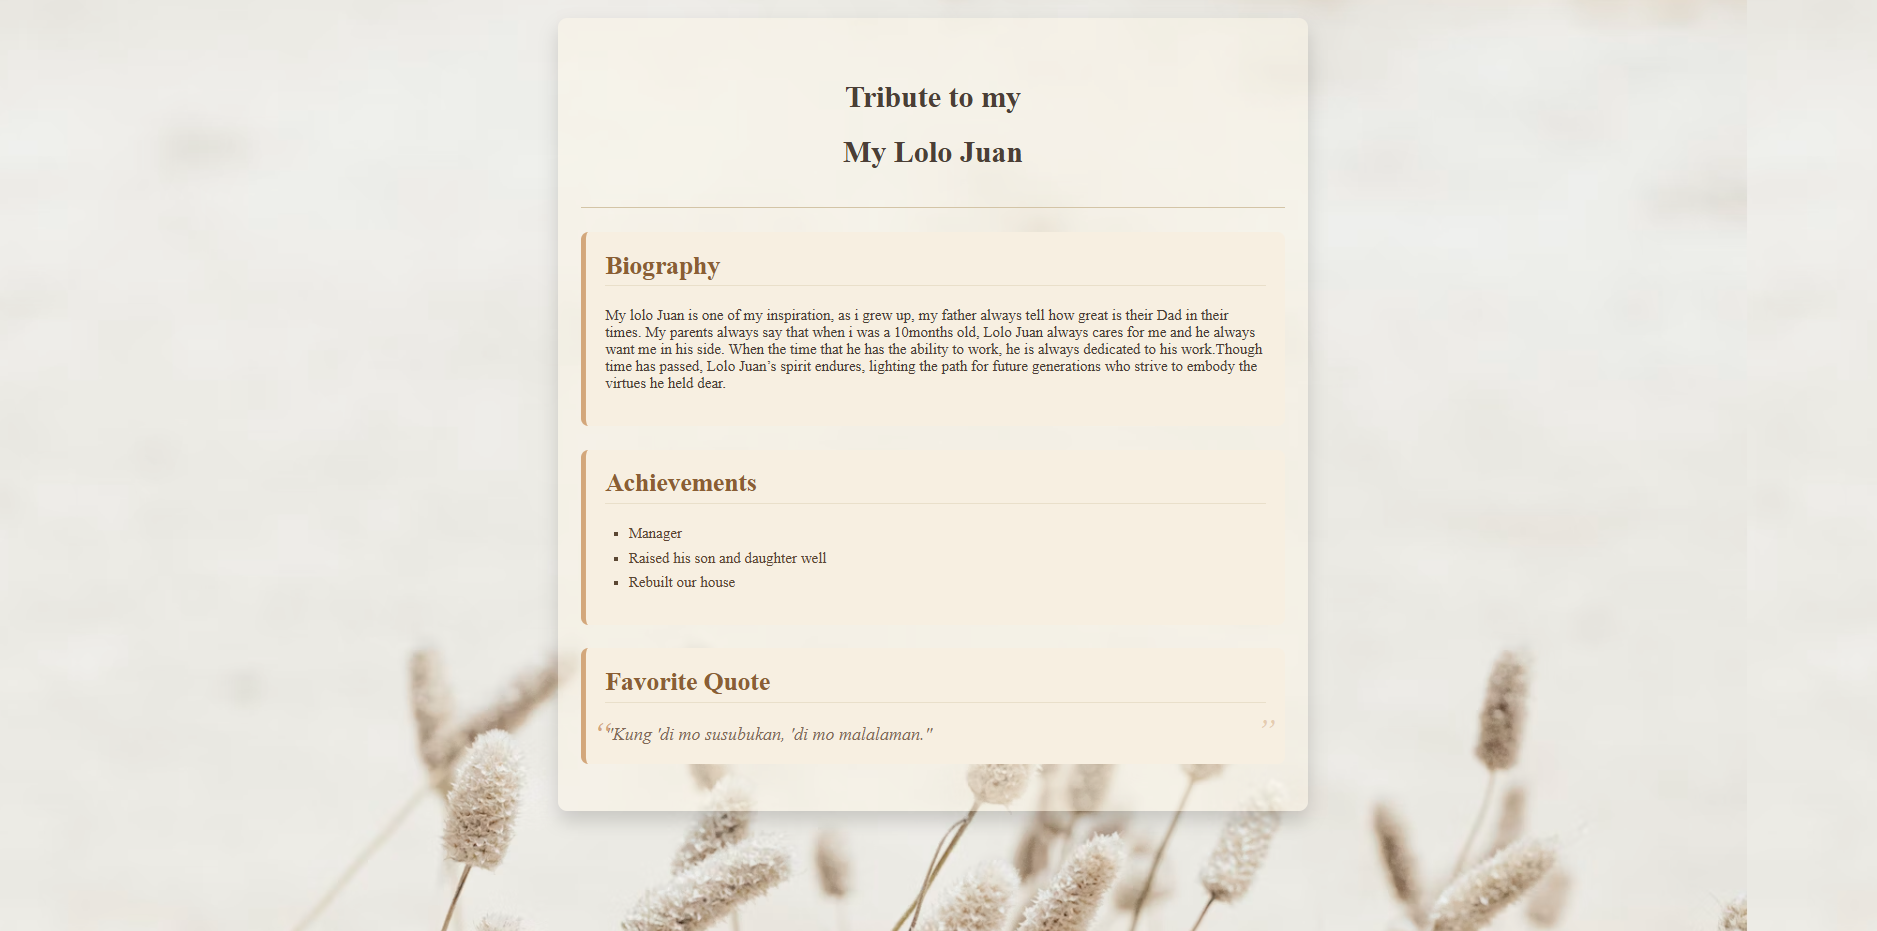 Tribute to my
My Lolo Juan
Biography
My lolo Juan is one of my inspiration, as i grew up, my father always tell how great is their Dad in their
times. My parents always say that when i was a 10months old, Lolo Juan always cares for me and he always
want me in his side. When the time that he has the ability to work, he is always dedicated to his work.Though
time has passed, Lolo Juan’s spirit endures, lighting the path for future generations who strive to embody the
virtues he held dear.
Achievements
▪ Manager
▪ Raised his son and daughter well
▪ Rebuilt our house
Favorite Quote
“"Kung 'di mo susubukan, 'di mo malalaman." ”